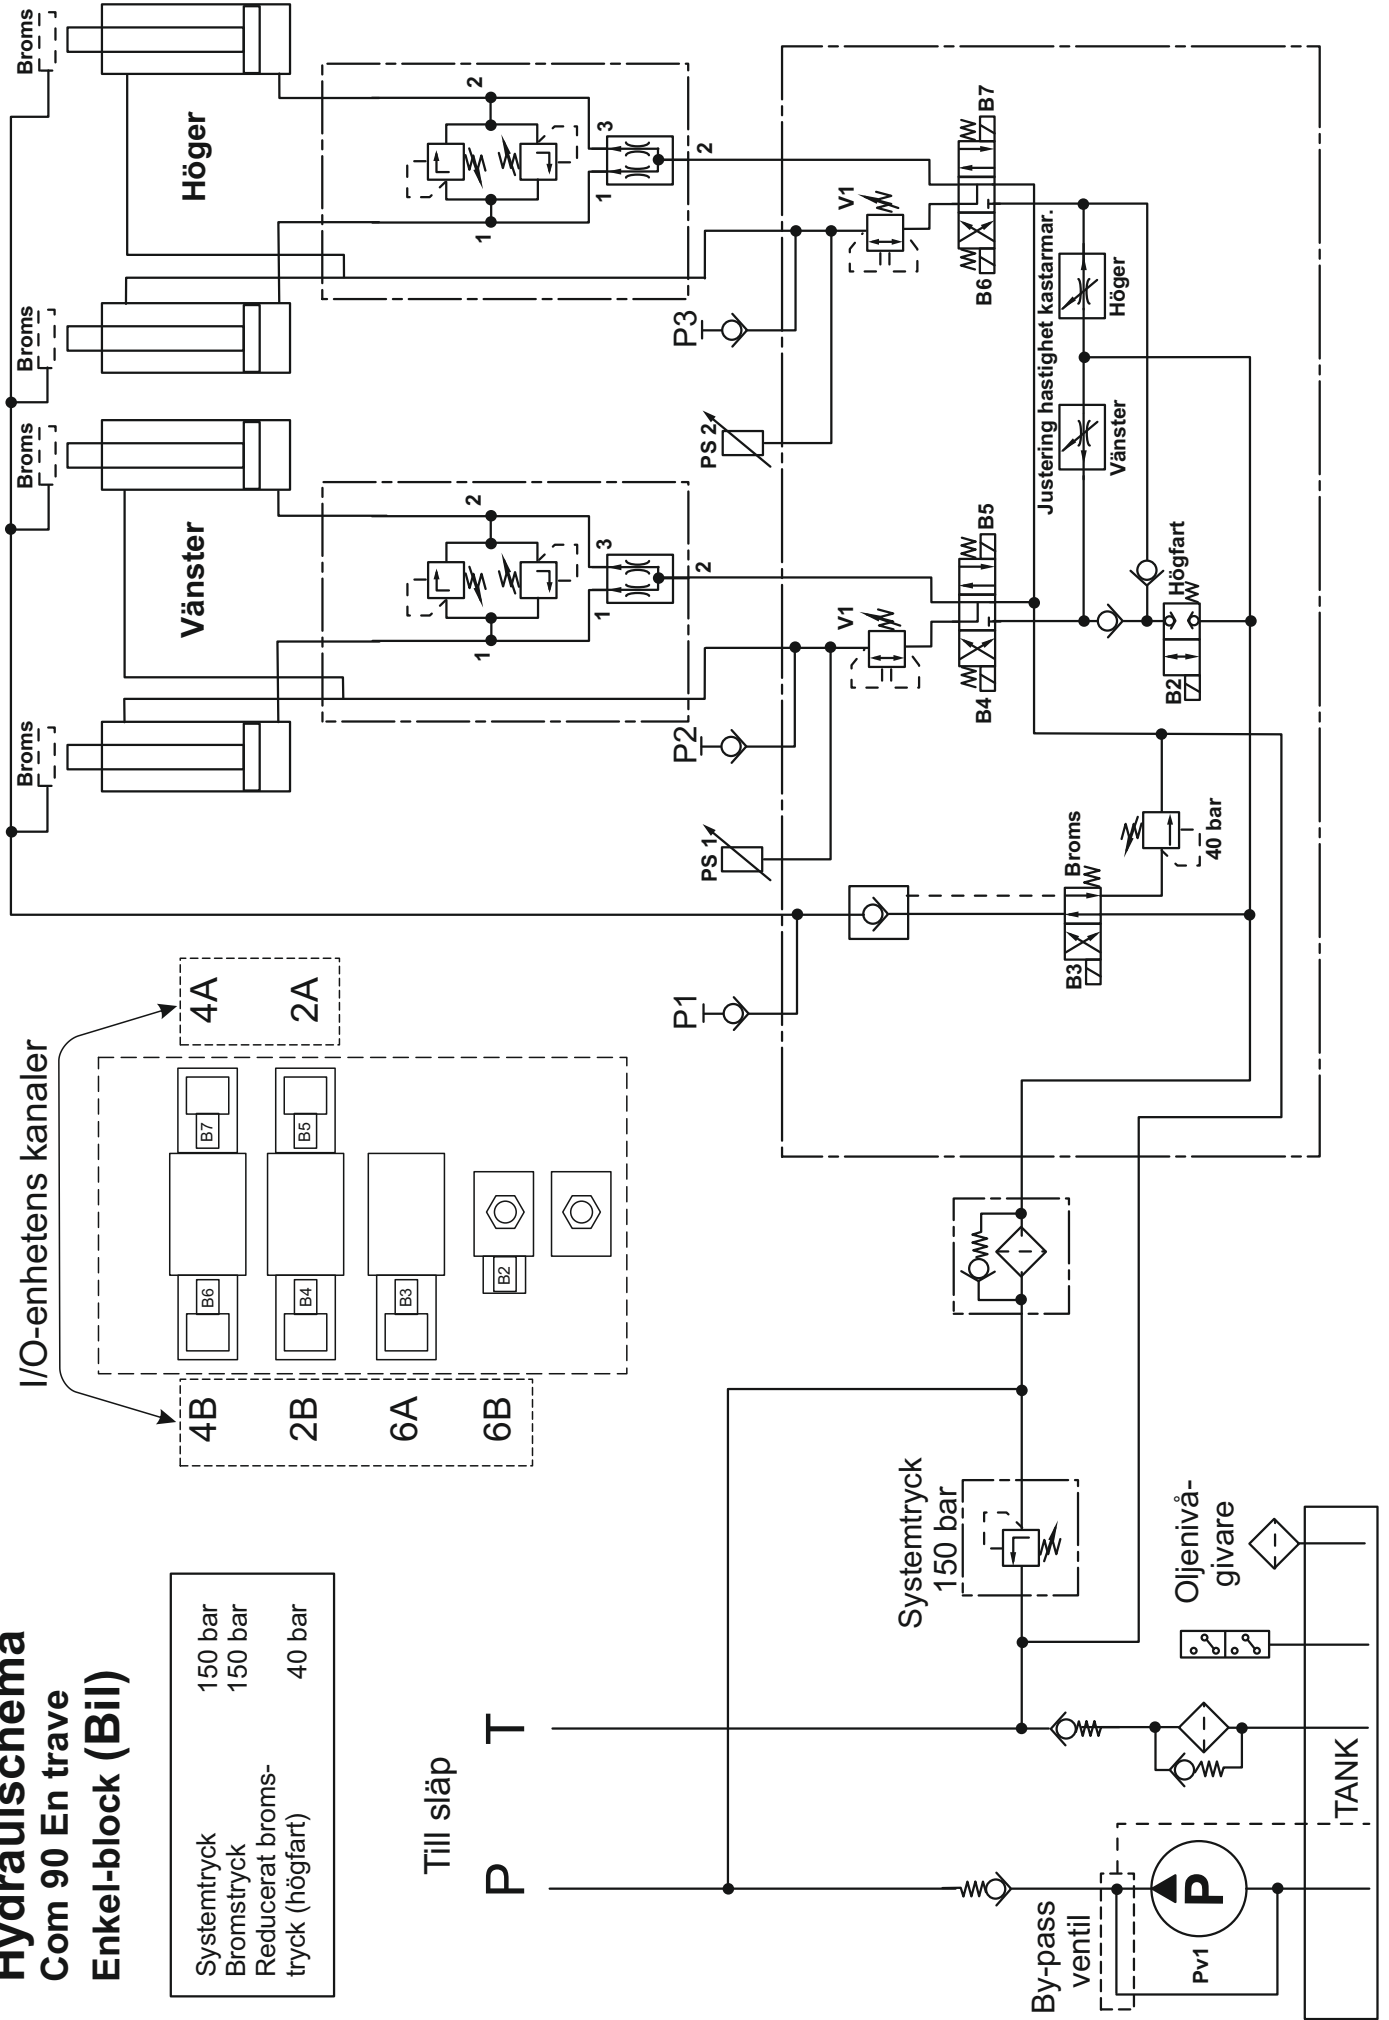 Hydraulschema
Com 90 En trave
Enkel-block (Bil)
Systemtryck 150 bar
Bromstryck 150 bar
Reducerat broms-
tryck (högfart) 40 bar
I/O-enhetens kanaler
4B
2B
6A
6B
4A
2A
B6
B7
B4
B5
B3
B2
Till släp
P
T
By-pass
ventil
Pv1
P
TANK
Systemtryck
150 bar
Oljenivå-
givare
Broms
Broms
Broms
Broms
Vänster
Höger
1
2
1
3
2
1
2
1
3
2
P1
P2
P3
PS 1
PS 2
V1
V1
B4
B5
B6
B7
Justering hastighet kastarmar.
Vänster
Höger
B3
Broms
40 bar
B2
Högfart